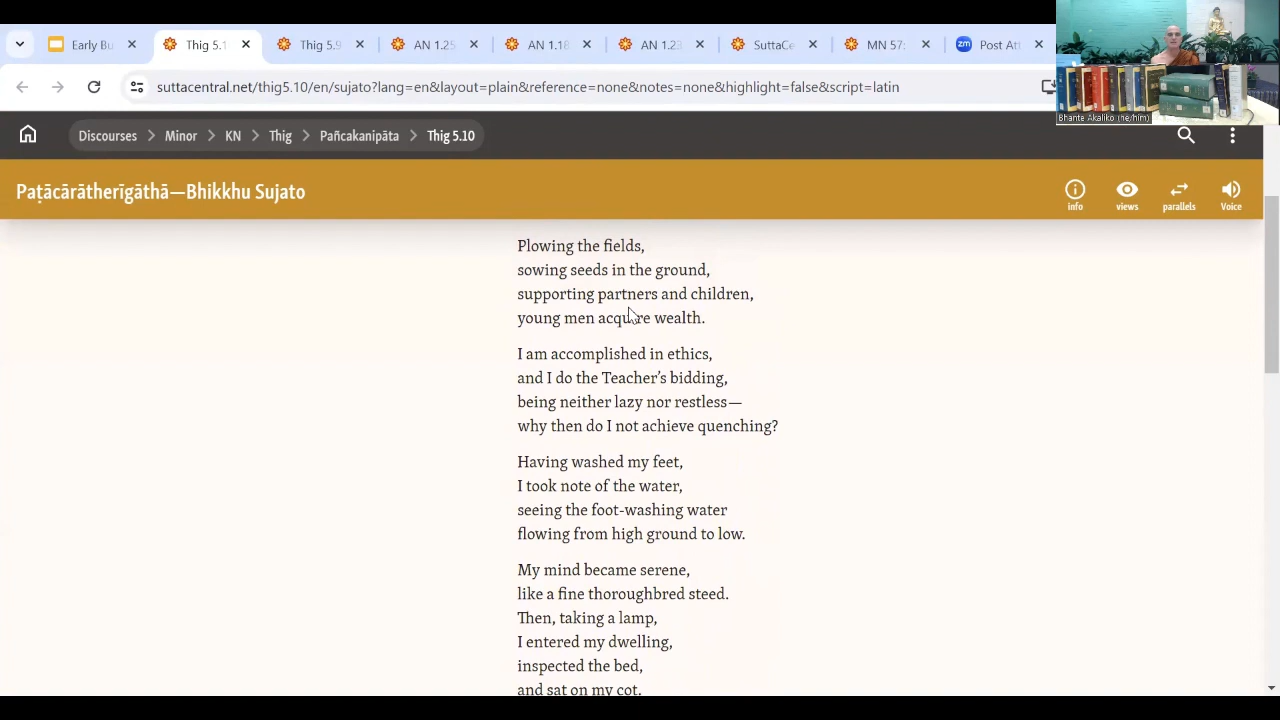 Early Bu
Thig 5.1
Thig 5.9
AN 1.25
AN 1.18
AN 1.23
SuttaCe
MN 57:
Post At
suttacentral.net/thig5.10/en/sujato?lang=en&layout=plain&reference=none&notes=none&highlight=false&script=latin
Bhante Akaliko (he/him)
Discourses Minor KN Thig Pañcakanipāta Thig 5.10
Paṭācārātherīgāthā—Bhikkhu Sujato
info views parallels Voice
Plowing the fields,
sowing seeds in the ground,
supporting partners and children,
young men acquire wealth.
I am accomplished in ethics,
and I do the Teacher’s bidding,
being neither lazy nor restless—
why then do I not achieve quenching?
Having washed my feet,
I took note of the water,
seeing the foot-washing water
flowing from high ground to low.
My mind became serene,
like a fine thoroughbred steed.
Then, taking a lamp,
I entered my dwelling,
inspected the bed,
and sat on my cot.